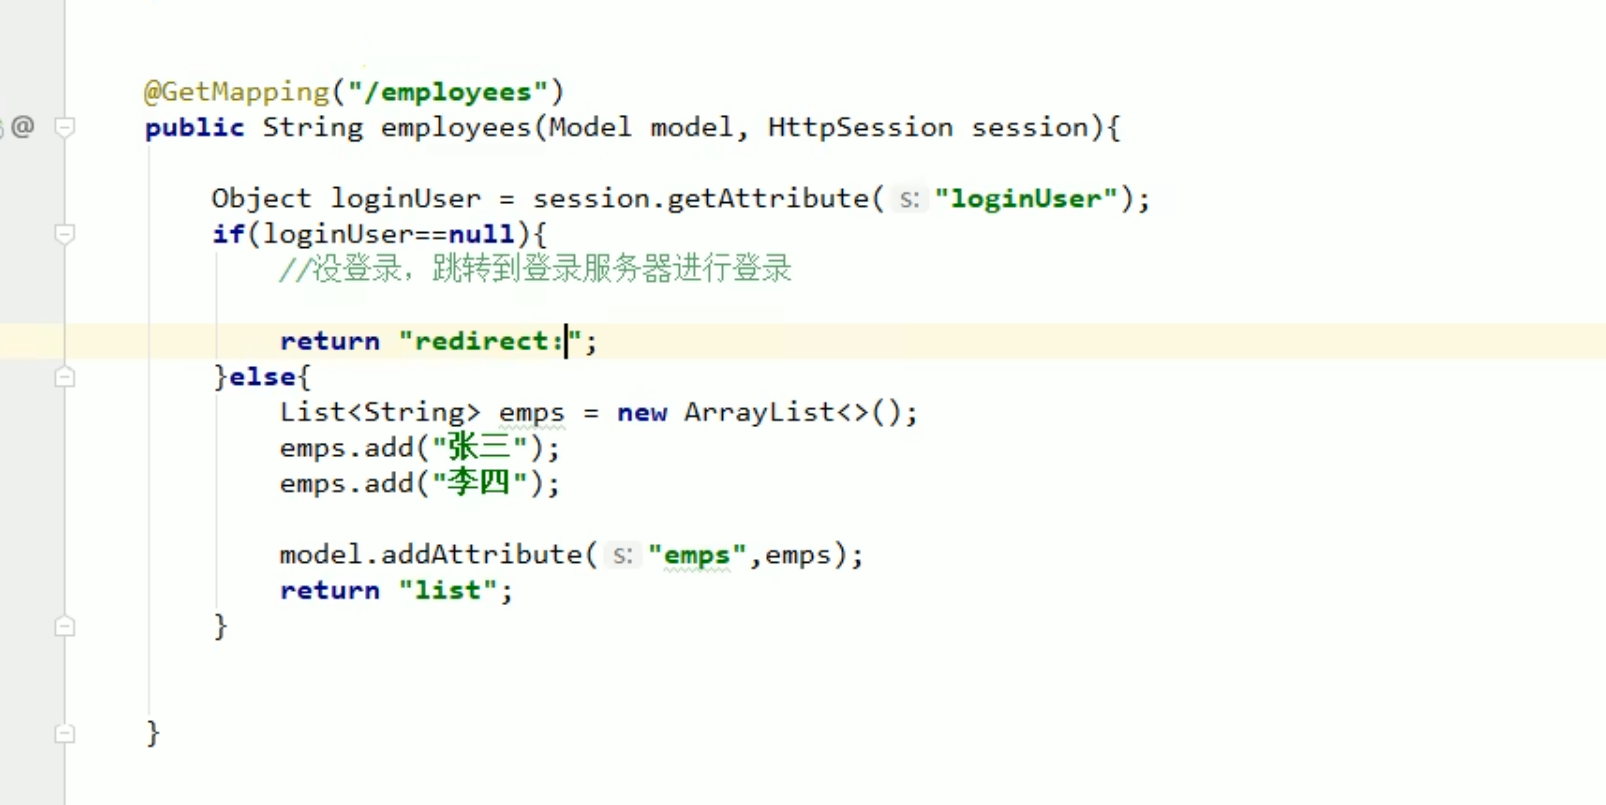 @GetMapping("/employees")
@ public String employees(Model model, HttpSession session){
Object loginUser = session.getAttribute( s: "loginUser");
if(loginUser==null){
//没登录，跳转到登录服务器进行登录
return "redirect:";
}else{
List<String> emps = new ArrayList<>();
emps.add("张三");
emps.add("李四");
model.addAttribute( s: "emps",emps);
return "list";
}
}